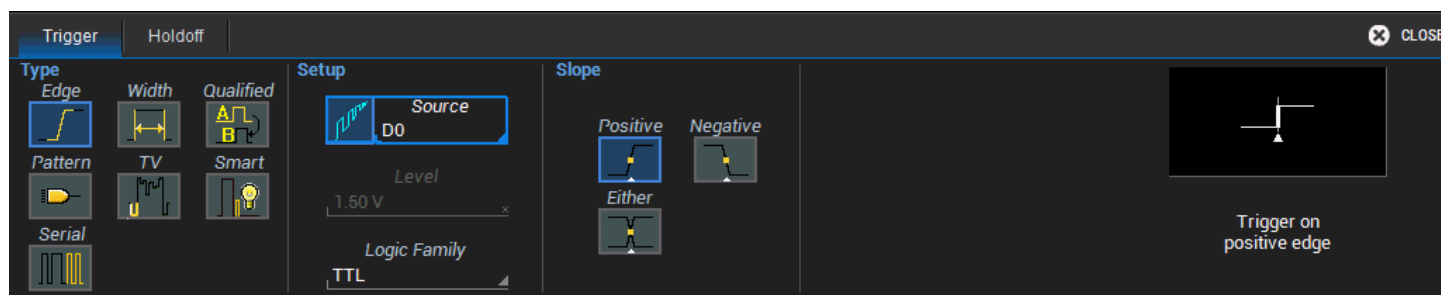 Trigger
Holdoff
CLOSE
Type
Edge
Width
Qualified
A
B
Pattern
TV
Smart
Serial
Setup
Source
D0
Level
1.50 V
Logic Family
TTL
Slope
Positive
Negative
Either
Trigger on
positive edge